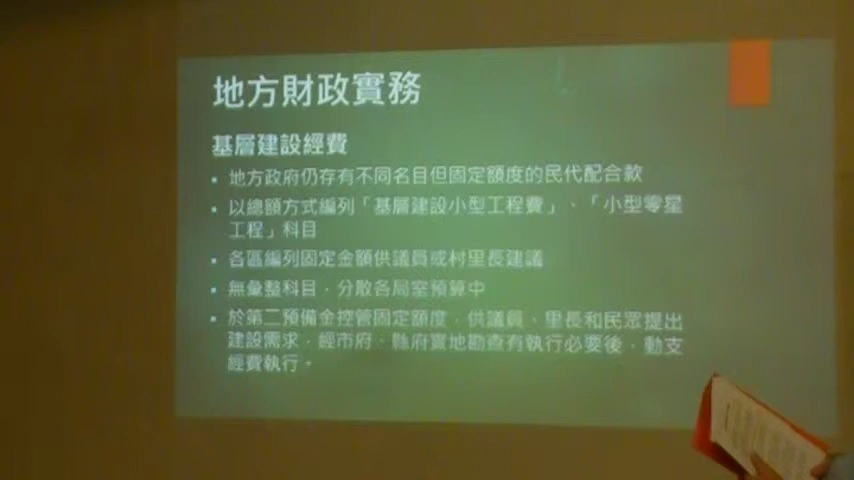 地方財政實務
基層建設經費
▪ 地方政府仍存有不同名目但固定額度的民代配合款
▪ 以總額方式編列「基層建設小型工程費」、「小型零星
工程」科目
▪ 各區編列固定金額供議員或村里長建議
▪ 無彙整科目，分散各局室預算中
▪ 於第二預備金控管固定額度，供議員、里長和民眾提出
建設需求，經市府、縣府實地勘查有執行必要後，動支
經費執行。